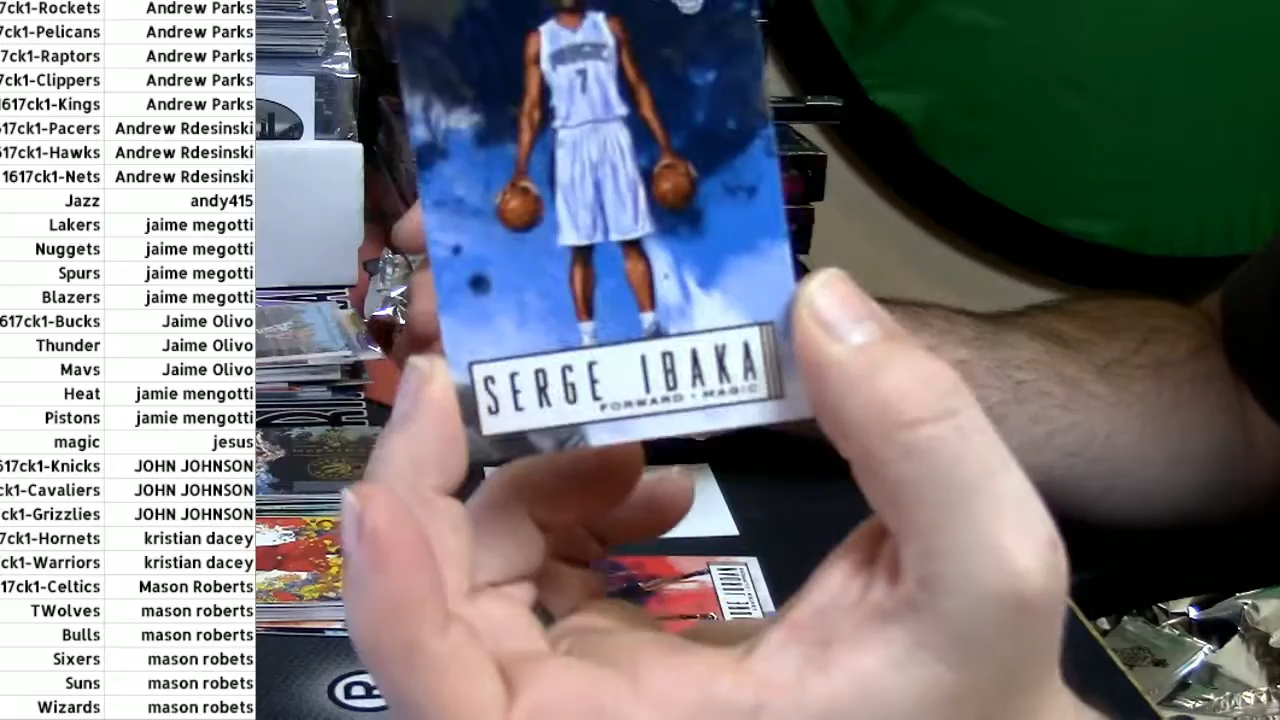 7ck1-Rockets Andrew Parks
7ck1-Pelicans Andrew Parks
7ck1-Raptors Andrew Parks
7ck1-Clippers Andrew Parks
1617ck1-Kings Andrew Parks
617ck1-Pacers Andrew Rdesinski
617ck1-Hawks Andrew Rdesinski
1617ck1-Nets Andrew Rdesinski
Jazz andy415
Lakers jaime megotti
Nuggets jaime megotti
Spurs jaime megotti
Blazers jaime megotti
617ck1-Bucks Jaime Olivo
Thunder Jaime Olivo
Mavs Jaime Olivo
Heat jamie mengotti
Pistons jamie mengotti
magic jesus
617ck1-Knicks JOHN JOHNSON
ck1-Cavaliers JOHN JOHNSON
ck1-Grizzlies JOHN JOHNSON
7ck1-Hornets kristian dacey
ck1-Warriors kristian dacey
17ck1-Celtics Mason Roberts
TWolves mason roberts
Bulls mason roberts
Sixers mason robets
Suns mason robets
Wizards mason robets
7
SERGE IBAKA
FORWARD • MAGIC
JORDAN